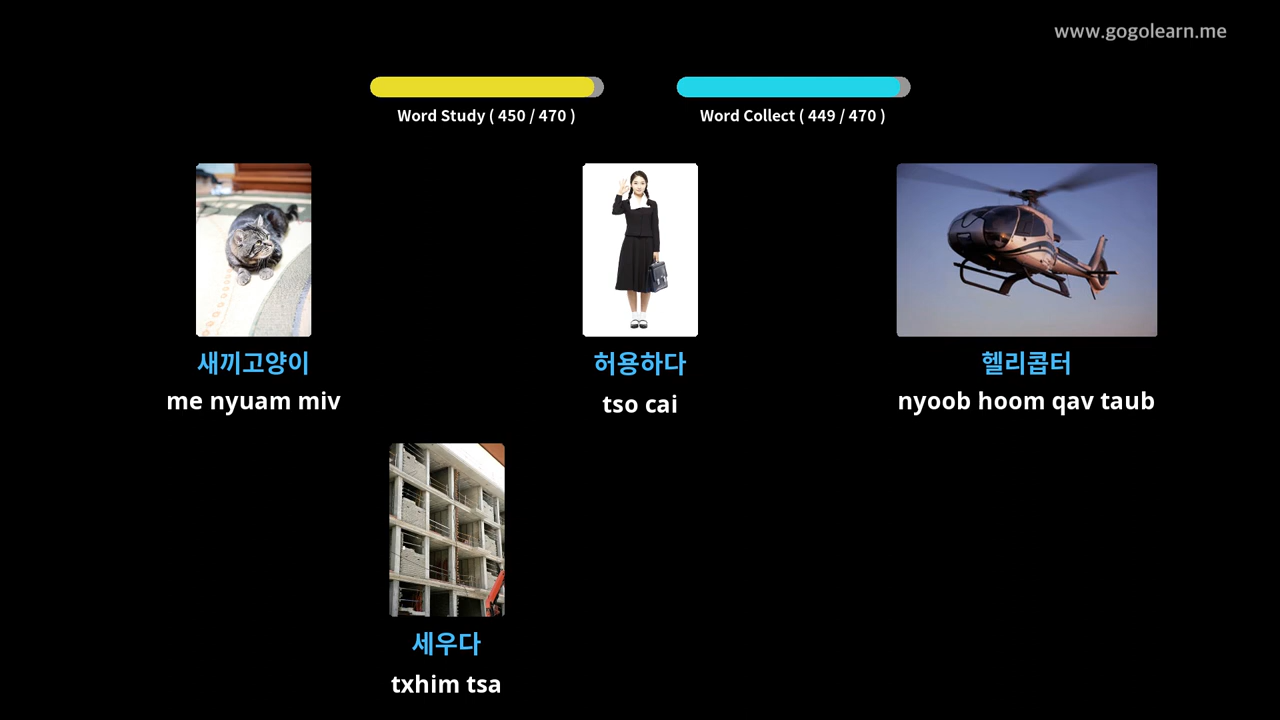 www.gogolearn.me
Word Study ( 450 / 470 )
Word Collect ( 449 / 470 )
새끼고양이
me nyuam miv
허용하다
tso cai
헬리콥터
nyoob hoom qav taub
세우다
txhim tsa